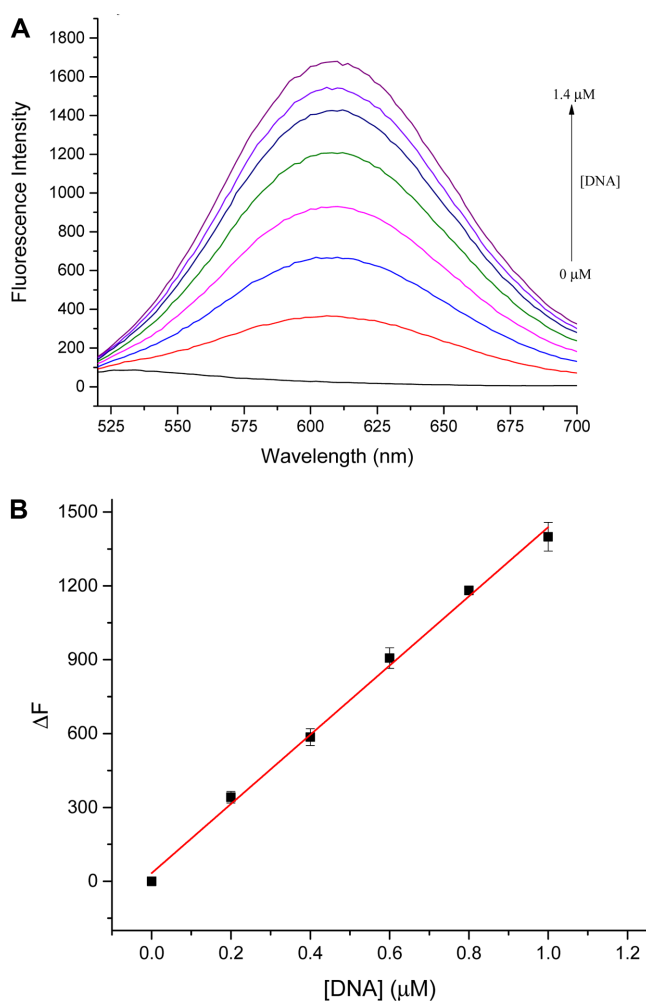 A
1800
1600
1400
1200
1000
800
600
400
200
0
Fluorescence Intensity
1.4 μM
[DNA]
0 μM
525 550 575 600 625 650 675 700
Wavelength (nm)
B
1500
1200
900
600
300
0
ΔF
0.0 0.2 0.4 0.6 0.8 1.0 1.2
[DNA] (μM)